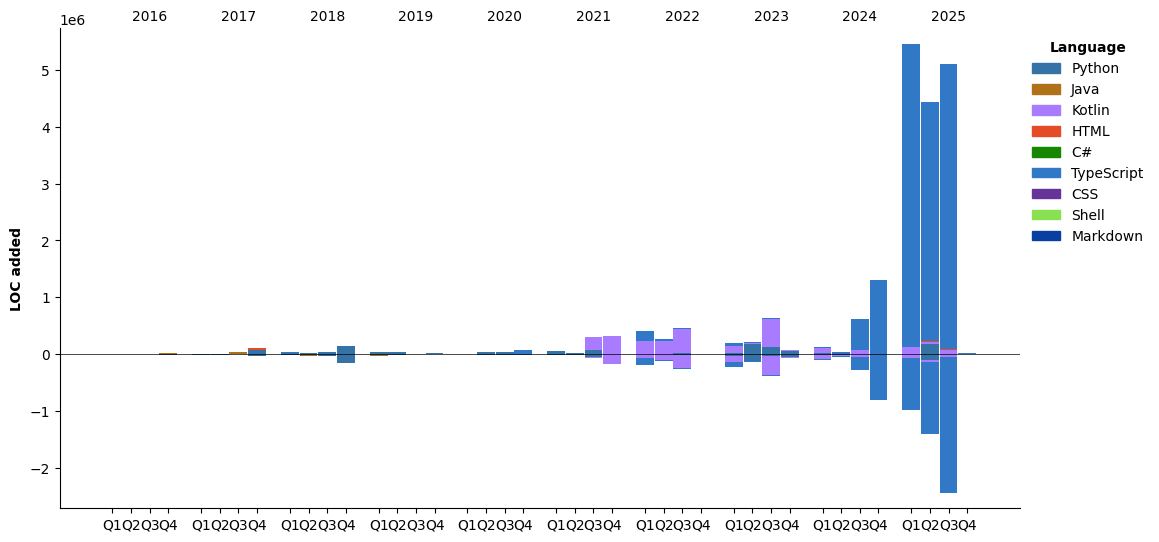 1e6
2016 2017 2018 2019 2020 2021 2022 2023 2024 2025
Language
Python
Java
Kotlin
HTML
C#
TypeScript
CSS
Shell
Markdown
LOC added
5
4
3
2
1
0
−1
−2
Q1Q2Q3Q4 Q1Q2Q3Q4 Q1Q2Q3Q4 Q1Q2Q3Q4 Q1Q2Q3Q4 Q1Q2Q3Q4 Q1Q2Q3Q4 Q1Q2Q3Q4 Q1Q2Q3Q4 Q1Q2Q3Q4